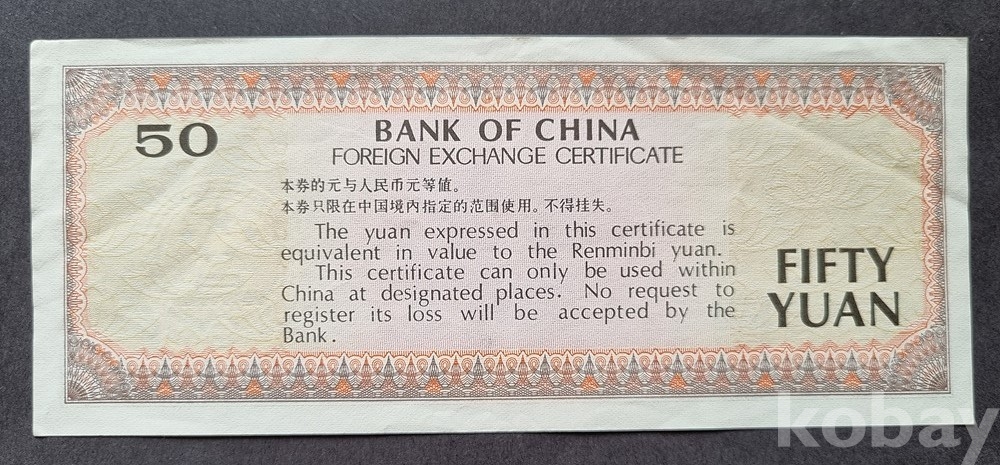 50
BANK OF CHINA
FOREIGN EXCHANGE CERTIFICATE
本券的元与人民币元等值。
本券只限在中国境内指定的范围使用。不得挂失。
The yuan expressed in this certificate is
equivalent in value to the Renminbi yuan.
This certificate can only be used within
China at designated places. No request to
register its loss will be accepted by the
Bank.
FIFTY
YUAN
kobay